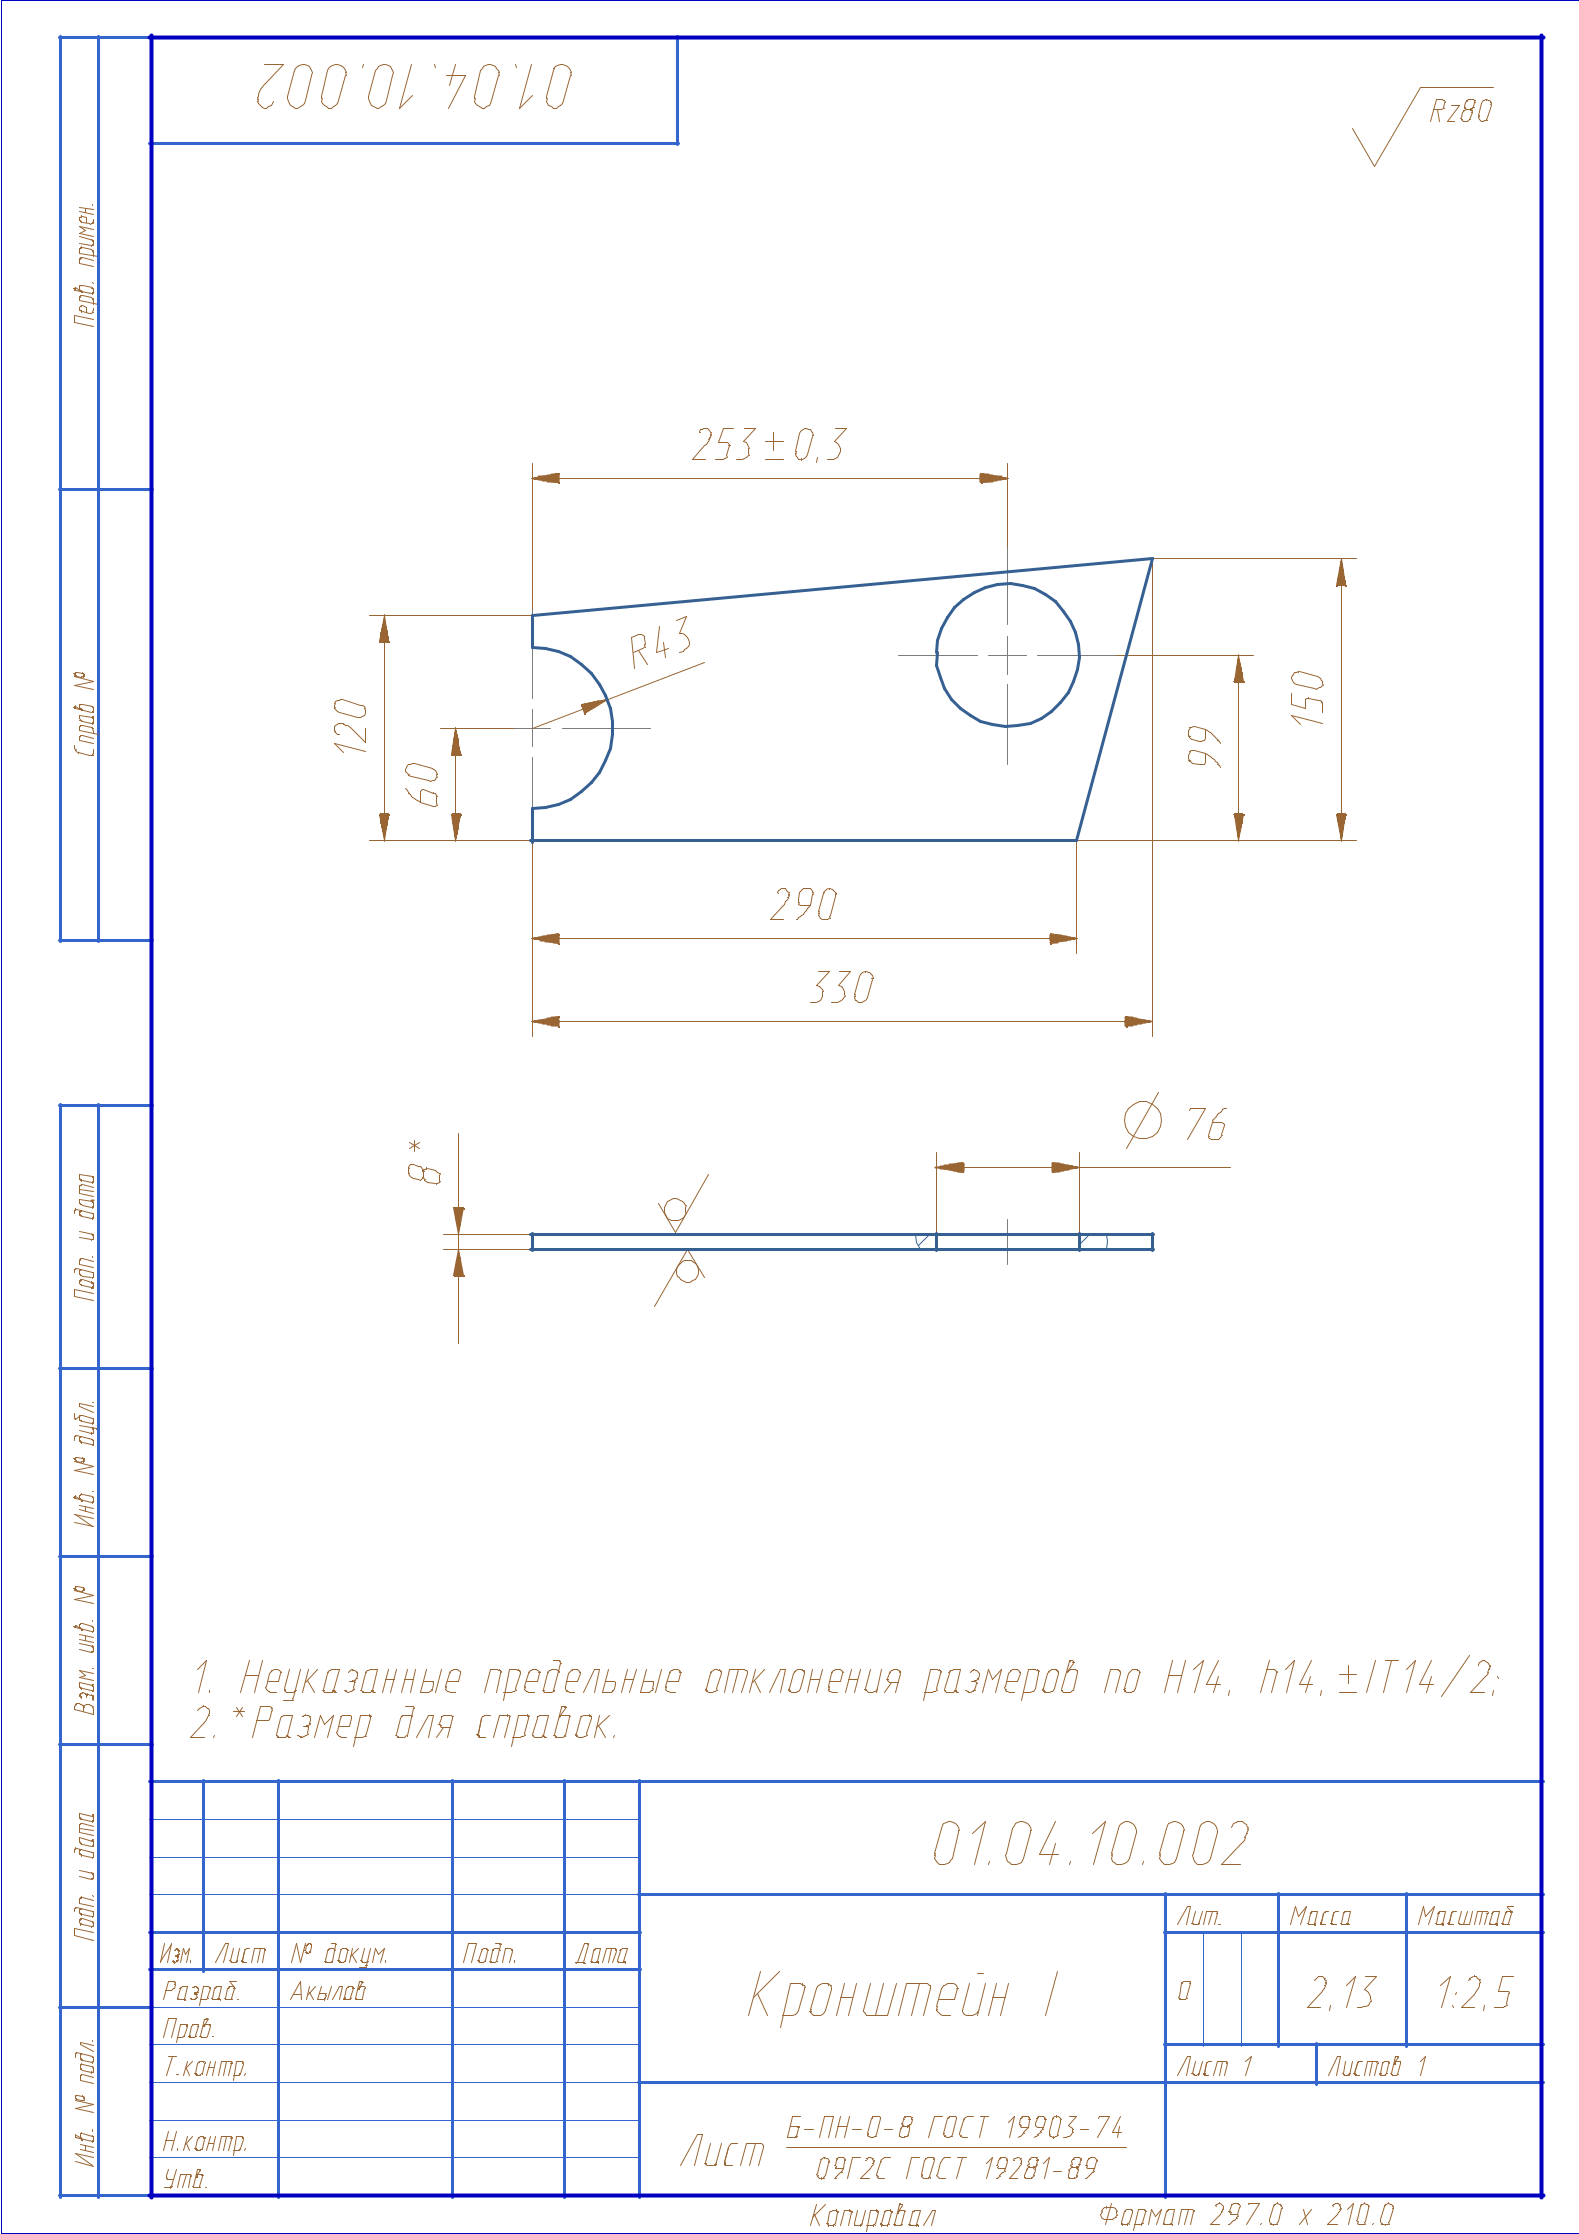 01.04.10.002
Rz80
Перв. примен.
Справ №
253±0,3
R43
120
60
99
150
290
330
⌀ 76
8*
Подп. и дата
Инв. № дубл.
Взам. инв. №
Подп. и дата
Инв. № подл.
1. Неуказанные предельные отклонения размеров по H14, h14, ±IT14/2;
2.*Размер для справок.
01.04.10.002
Изм. Лист № докум. Подп. Дата
Разраб. Акылов
Пров.
Т.контр.
Н.контр.
Утв.
Кронштейн I
Лит. Масса Масштаб
а 2,13 1:2,5
Лист 1 Листов 1
Лист Б-ПН-О-8 ГОСТ 19903-74
09Г2С ГОСТ 19281-89
Копировал Формат 297.0 x 210.0